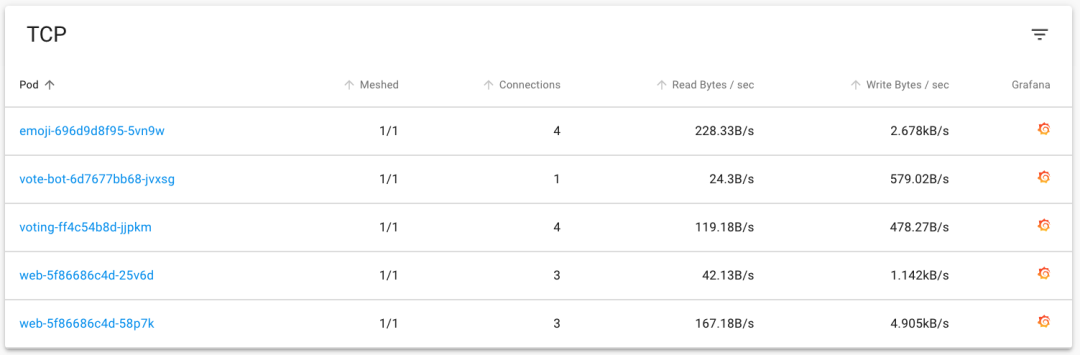 TCP
Pod Meshed Connections Read Bytes / sec Write Bytes / sec Grafana
emoji-696d9d8f95-5vn9w 1/1 4 228.33B/s 2.678kB/s
vote-bot-6d7677bb68-jvxsg 1/1 1 24.3B/s 579.02B/s
voting-ff4c54b8d-jjpkm 1/1 4 119.18B/s 478.27B/s
web-5f86686c4d-25v6d 1/1 3 42.13B/s 1.142kB/s
web-5f86686c4d-58p7k 1/1 3 167.18B/s 4.905kB/s